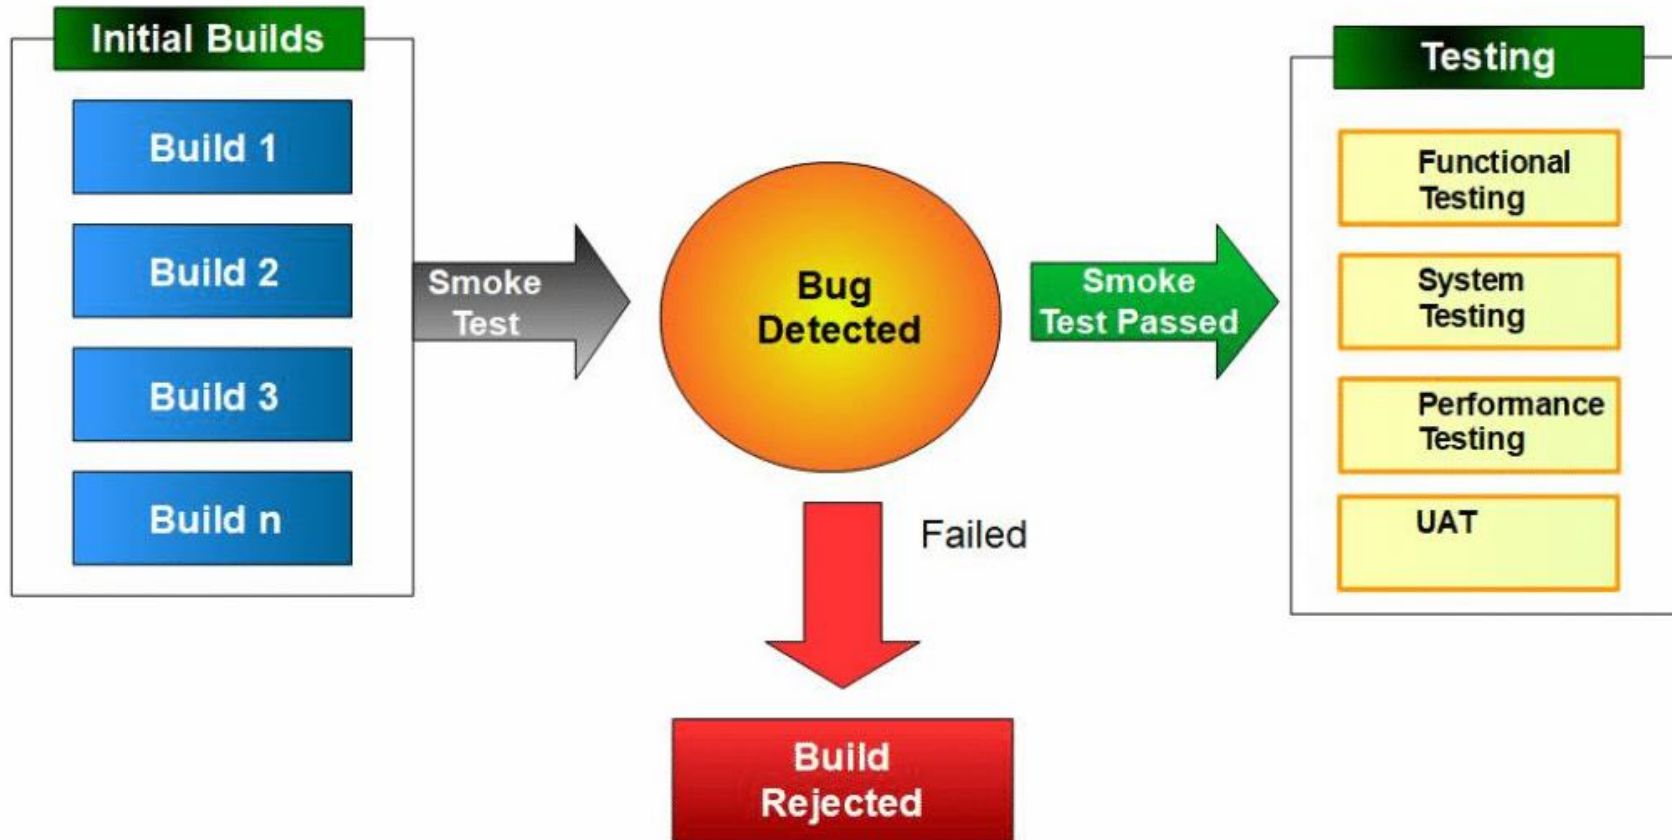 Initial Builds
Build 1
Build 2
Build 3
Build n
Smoke
Test
Bug
Detected
Smoke
Test Passed
Failed
Build
Rejected
Testing
Functional
Testing
System
Testing
Performance
Testing
UAT